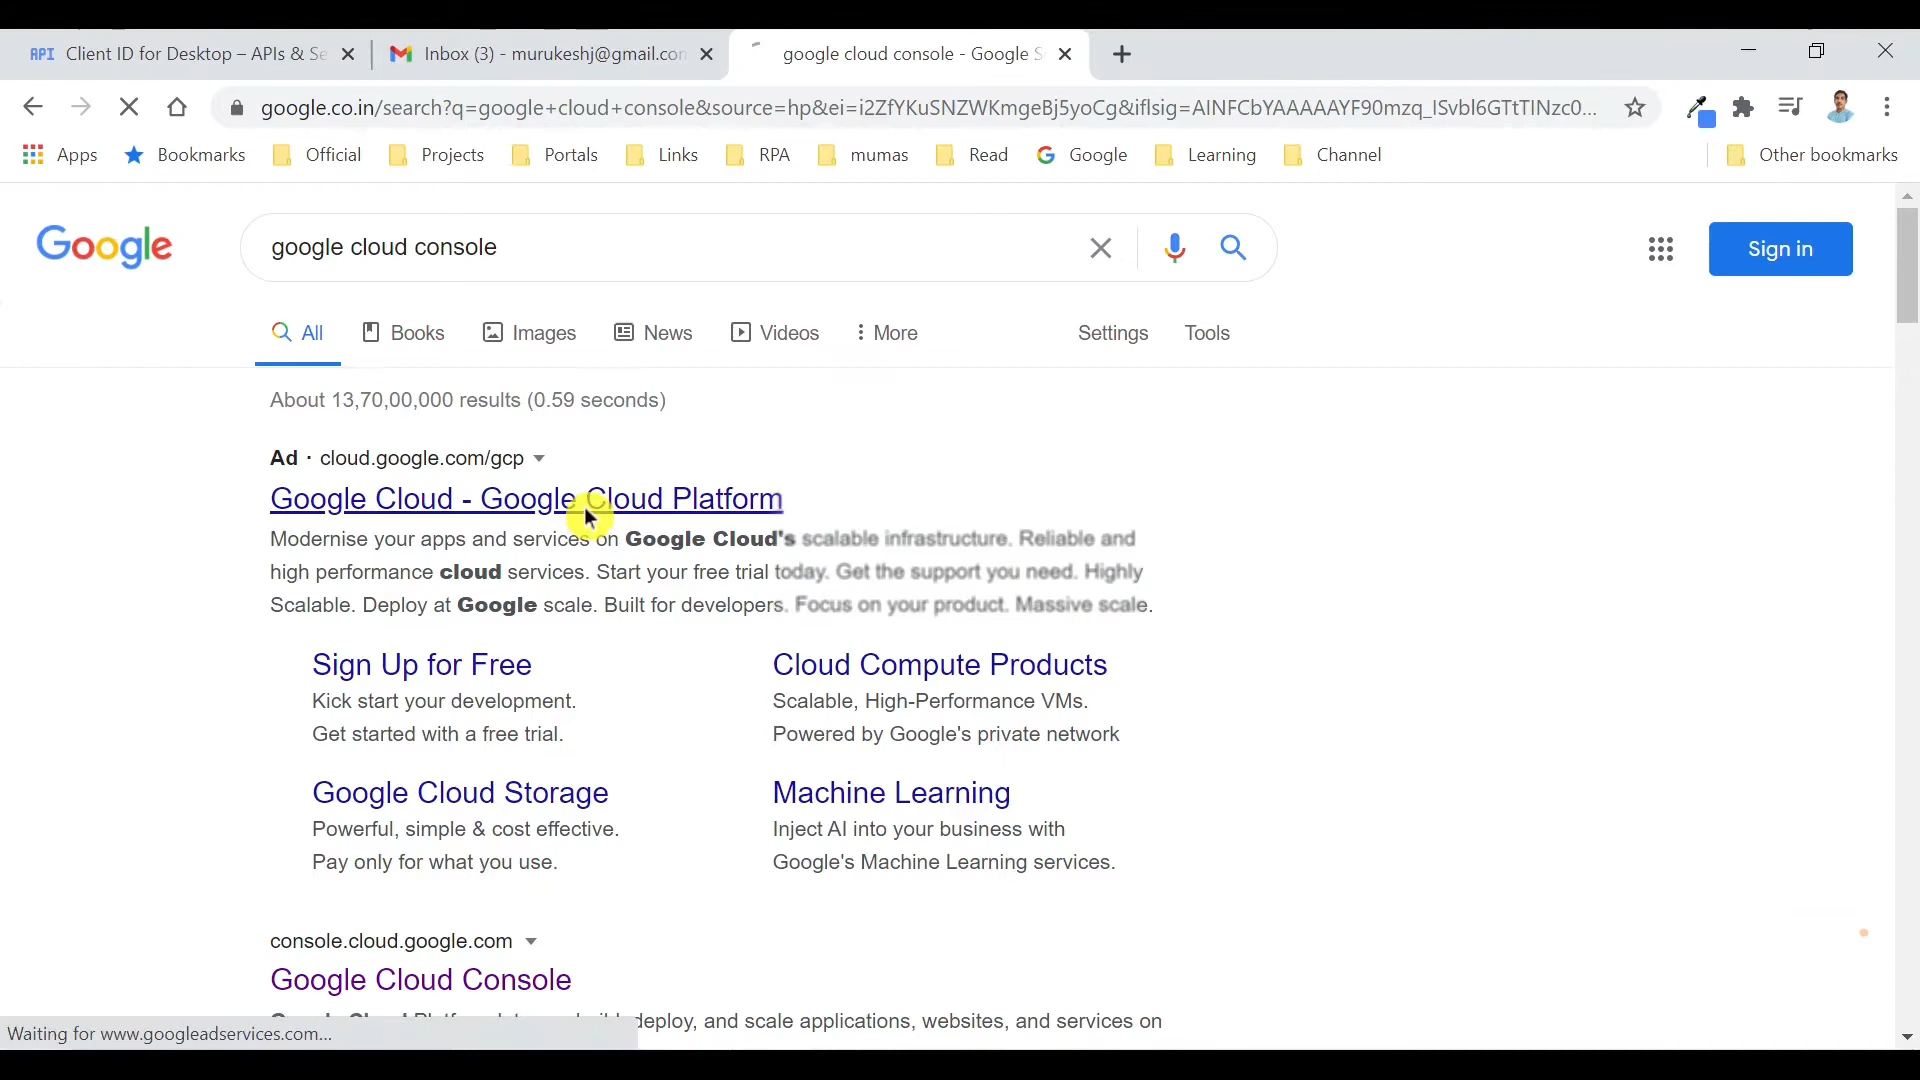 API Client ID for Desktop – APIs & Se
Inbox (3) - murukeshj@gmail.con
google cloud console - Google S
google.co.in/search?q=google+cloud+console&source=hp&ei=i2ZfYKuSNZWKmgeBj5yoCg&iflsig=AINFCbYAAAAAYF90mzq_ISvbl6GTtTINzc0...
Apps Bookmarks Official Projects Portals Links RPA mumas Read Google Learning Channel Other bookmarks
Google
google cloud console
Sign in
All Books Images News Videos More Settings Tools
About 13,70,00,000 results (0.59 seconds)
Ad · cloud.google.com/gcp
Google Cloud - Google Cloud Platform
Modernise your apps and services on Google Cloud's scalable infrastructure. Reliable and
high performance cloud services. Start your free trial today. Get the support you need. Highly
Scalable. Deploy at Google scale. Built for developers. Focus on your product. Massive scale.
Sign Up for Free
Kick start your development.
Get started with a free trial.
Cloud Compute Products
Scalable, High-Performance VMs.
Powered by Google's private network
Google Cloud Storage
Powerful, simple & cost effective.
Pay only for what you use.
Machine Learning
Inject AI into your business with
Google's Machine Learning services.
console.cloud.google.com
Google Cloud Console
deploy, and scale applications, websites, and services on
Waiting for www.googleadservices.com...